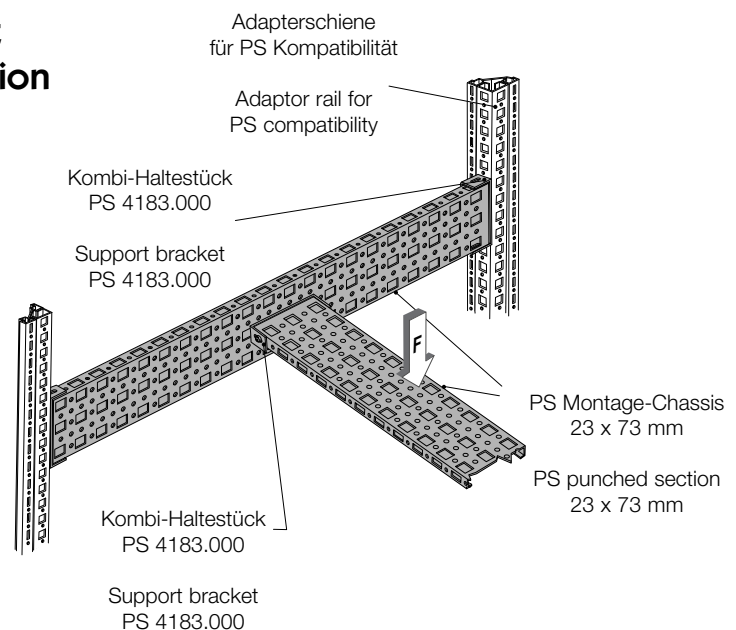 ion
Adapterschiene
für PS Kompatibilität
Adaptor rail for
PS compatibility
Kombi-Haltestück
PS 4183.000
Support bracket
PS 4183.000
F
PS Montage-Chassis
23 x 73 mm
PS punched section
23 x 73 mm
Kombi-Haltestück
PS 4183.000
Support bracket
PS 4183.000